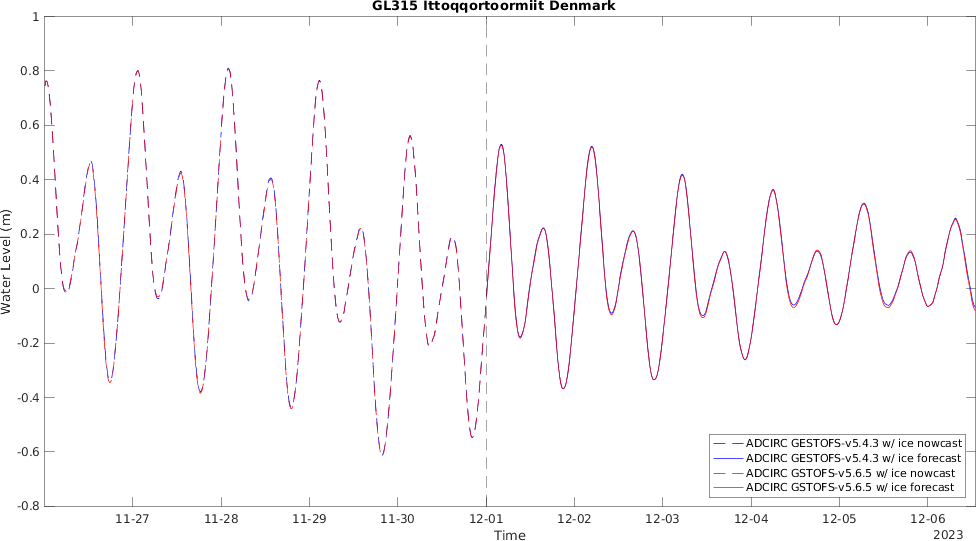 GL315 Ittoqqortoormiit Denmark
1
0.8
0.6
0.4
0.2
0
-0.2
-0.4
-0.6
-0.8
Water Level (m)
11-27 11-28 11-29 11-30 12-01 12-02 12-03 12-04 12-05 12-06
Time
2023
ADCIRC GESTOFS-v5.4.3 w/ ice nowcast
ADCIRC GESTOFS-v5.4.3 w/ ice forecast
ADCIRC GSTOFS-v5.6.5 w/ ice nowcast
ADCIRC GSTOFS-v5.6.5 w/ ice forecast